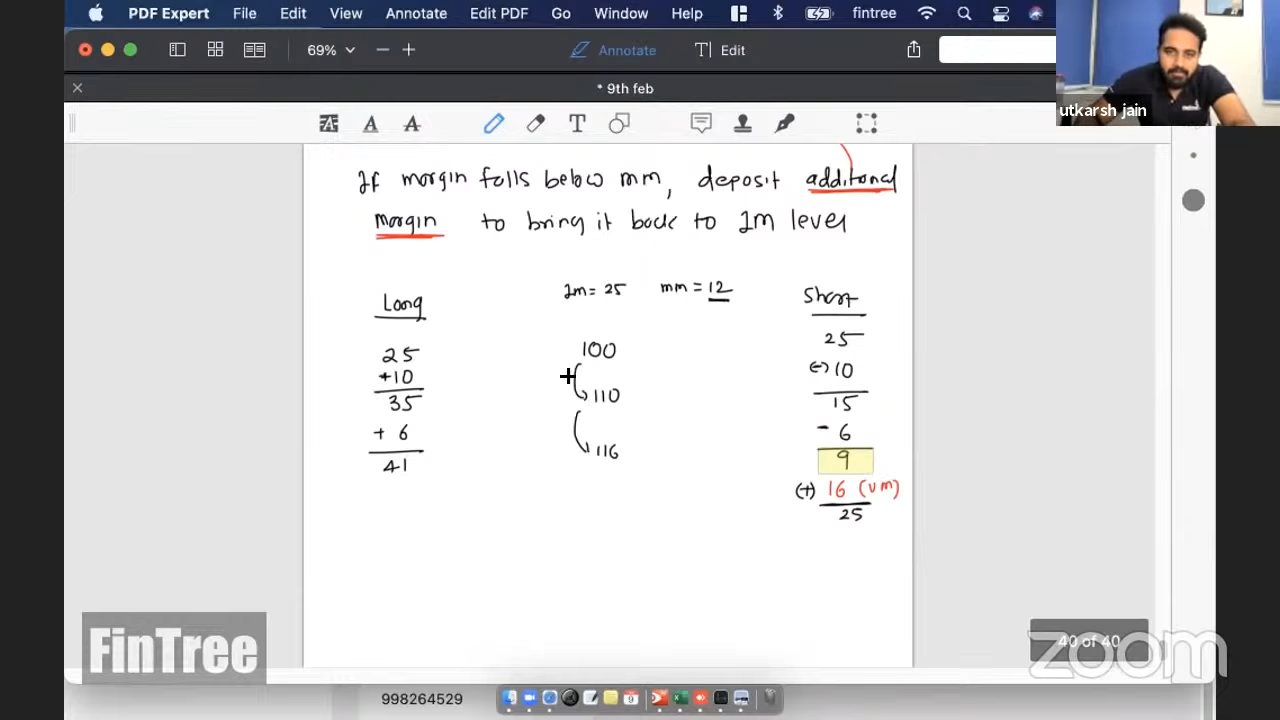 PDF Expert File Edit View Annotate Edit PDF Go Window Help fintree
69% Annotate T Edit
utkarsh jain
* 9th feb
If margin falls below mm, deposit additional
margin to bring it back to IM level
Im = 25 mm = 12
Long
25
+10
35
+ 6
41
100
110
116
Short
25
(-) 10
15
- 6
9
(+) 16 (vm)
25
FinTree
40 of 40
zoom
998264529